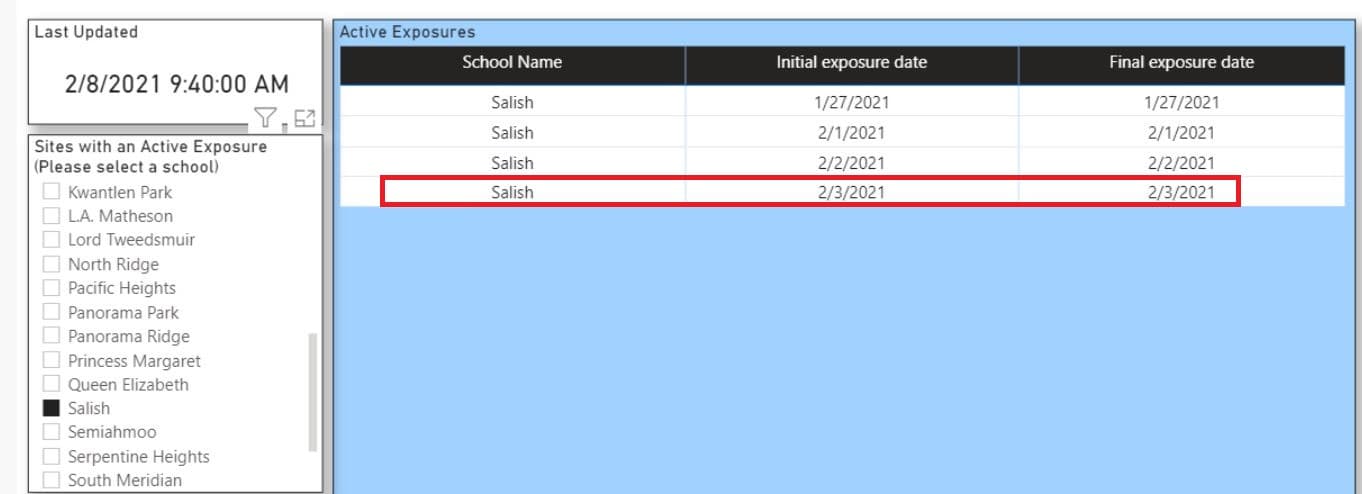 Last Updated
2/8/2021 9:40:00 AM
Sites with an Active Exposure
(Please select a school)
Kwantlen Park
L.A. Matheson
Lord Tweedsmuir
North Ridge
Pacific Heights
Panorama Park
Panorama Ridge
Princess Margaret
Queen Elizabeth
Salish
Semiahmoo
Serpentine Heights
South Meridian
Active Exposures
School Name Initial exposure date Final exposure date
Salish 1/27/2021 1/27/2021
Salish 2/1/2021 2/1/2021
Salish 2/2/2021 2/2/2021
Salish 2/3/2021 2/3/2021